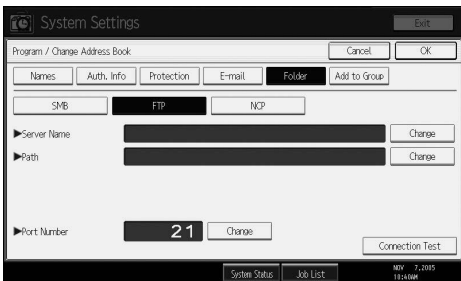 System Settings
Exit
Program / Change Address Book
Cancel
OK
Names
Auth. Info
Protection
E-mail
Folder
Add to Group
SMB
FTP
NCP
▶Server Name
Change
▶Path
Change
▶Port Number
21
Change
Connection Test
System Status
Job List
NOV 7,2005
10:40AM